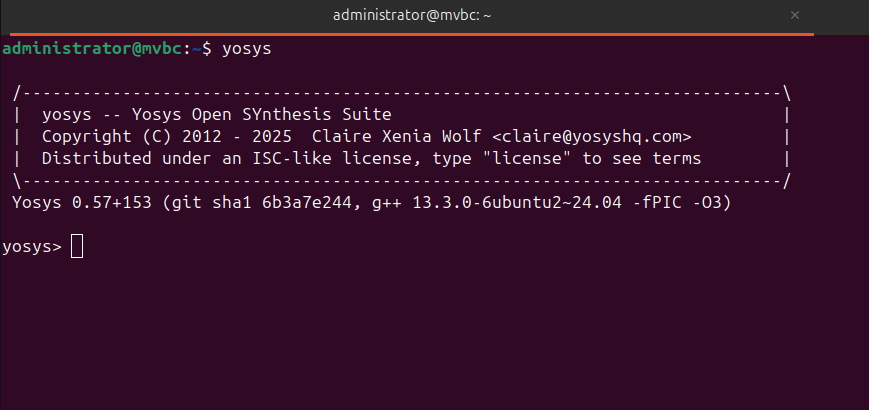 administrator@mvbc: ~
administrator@mvbc:~$ yosys
/----------------------------------------------------------------------------\
|  yosys -- Yosys Open SYnthesis Suite                                       |
|  Copyright (C) 2012 - 2025  Claire Xenia Wolf <claire@yosyshq.com>         |
|  Distributed under an ISC-like license, type "license" to see terms        |
\----------------------------------------------------------------------------/
Yosys 0.57+153 (git sha1 6b3a7e244, g++ 13.3.0-6ubuntu2~24.04 -fPIC -O3)
yosys>